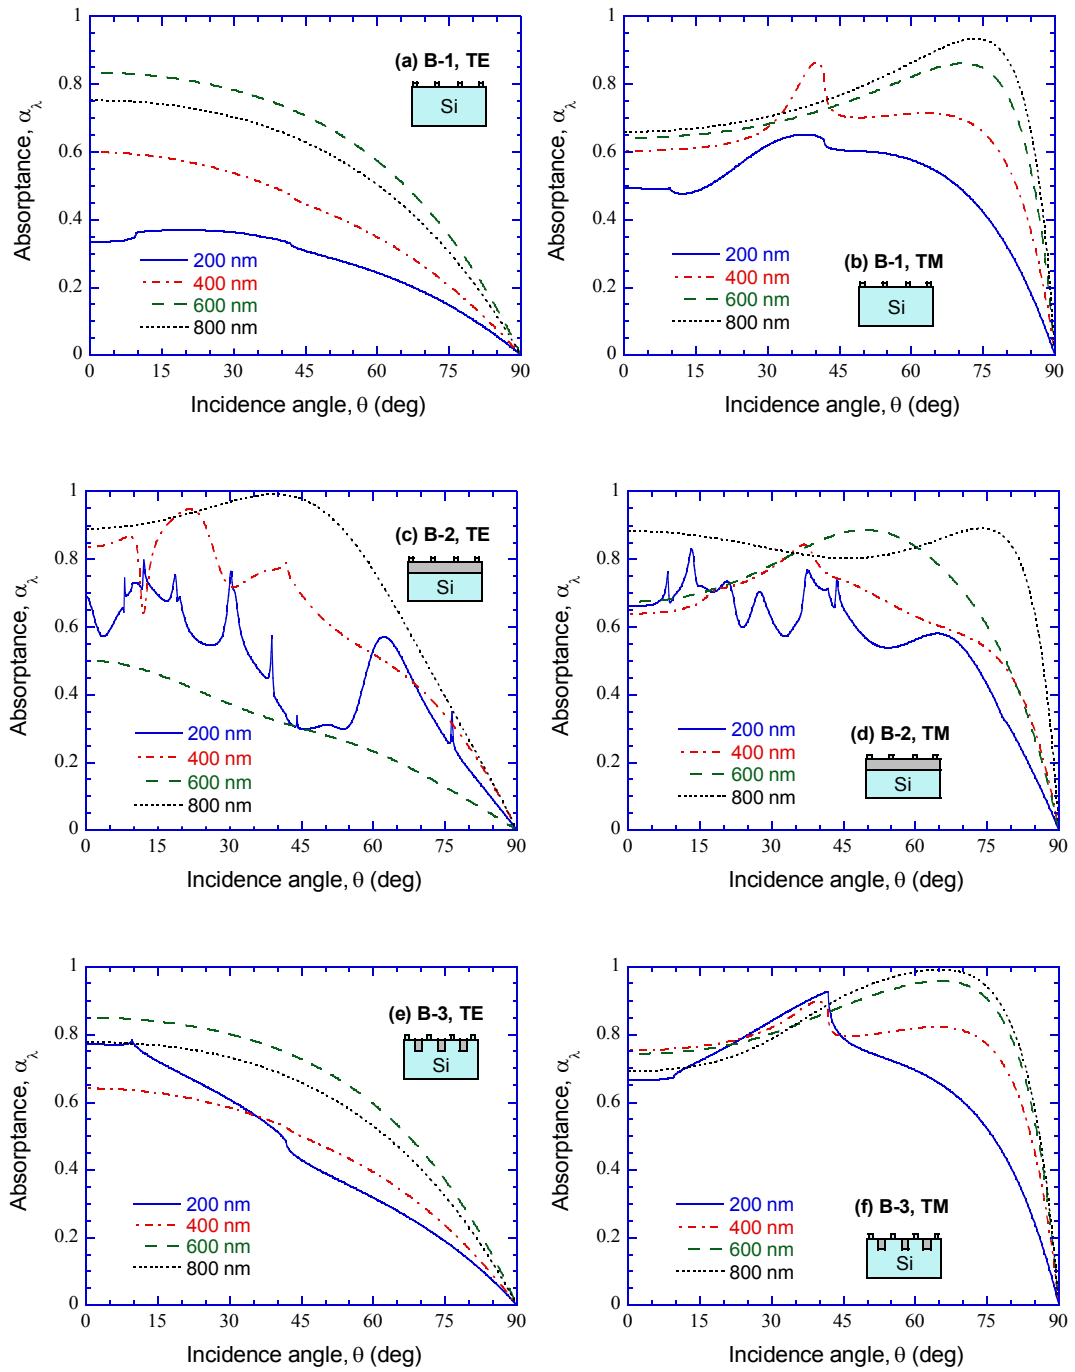 1
0.8
0.6
0.4
0.2
0
Absorptance, α_λ
(a) B-1, TE
Si
200 nm
400 nm
600 nm
800 nm
0 15 30 45 60 75 90
Incidence angle, θ (deg)
1
0.8
0.6
0.4
0.2
0
Absorptance, α_λ
200 nm
400 nm
600 nm
800 nm
(b) B-1, TM
Si
0 15 30 45 60 75 90
Incidence angle, θ (deg)
1
0.8
0.6
0.4
0.2
0
Absorptance, α_λ
(c) B-2, TE
Si
200 nm
400 nm
600 nm
800 nm
0 15 30 45 60 75 90
Incidence angle, θ (deg)
1
0.8
0.6
0.4
0.2
0
Absorptance, α_λ
200 nm
400 nm
600 nm
800 nm
(d) B-2, TM
Si
0 15 30 45 60 75 90
Incidence angle, θ (deg)
1
0.8
0.6
0.4
0.2
0
Absorptance, α_λ
(e) B-3, TE
Si
200 nm
400 nm
600 nm
800 nm
0 15 30 45 60 75 90
Incidence angle, θ (deg)
1
0.8
0.6
0.4
0.2
0
Absorptance, α_λ
200 nm
400 nm
600 nm
800 nm
(f) B-3, TM
Si
0 15 30 45 60 75 90
Incidence angle, θ (deg)